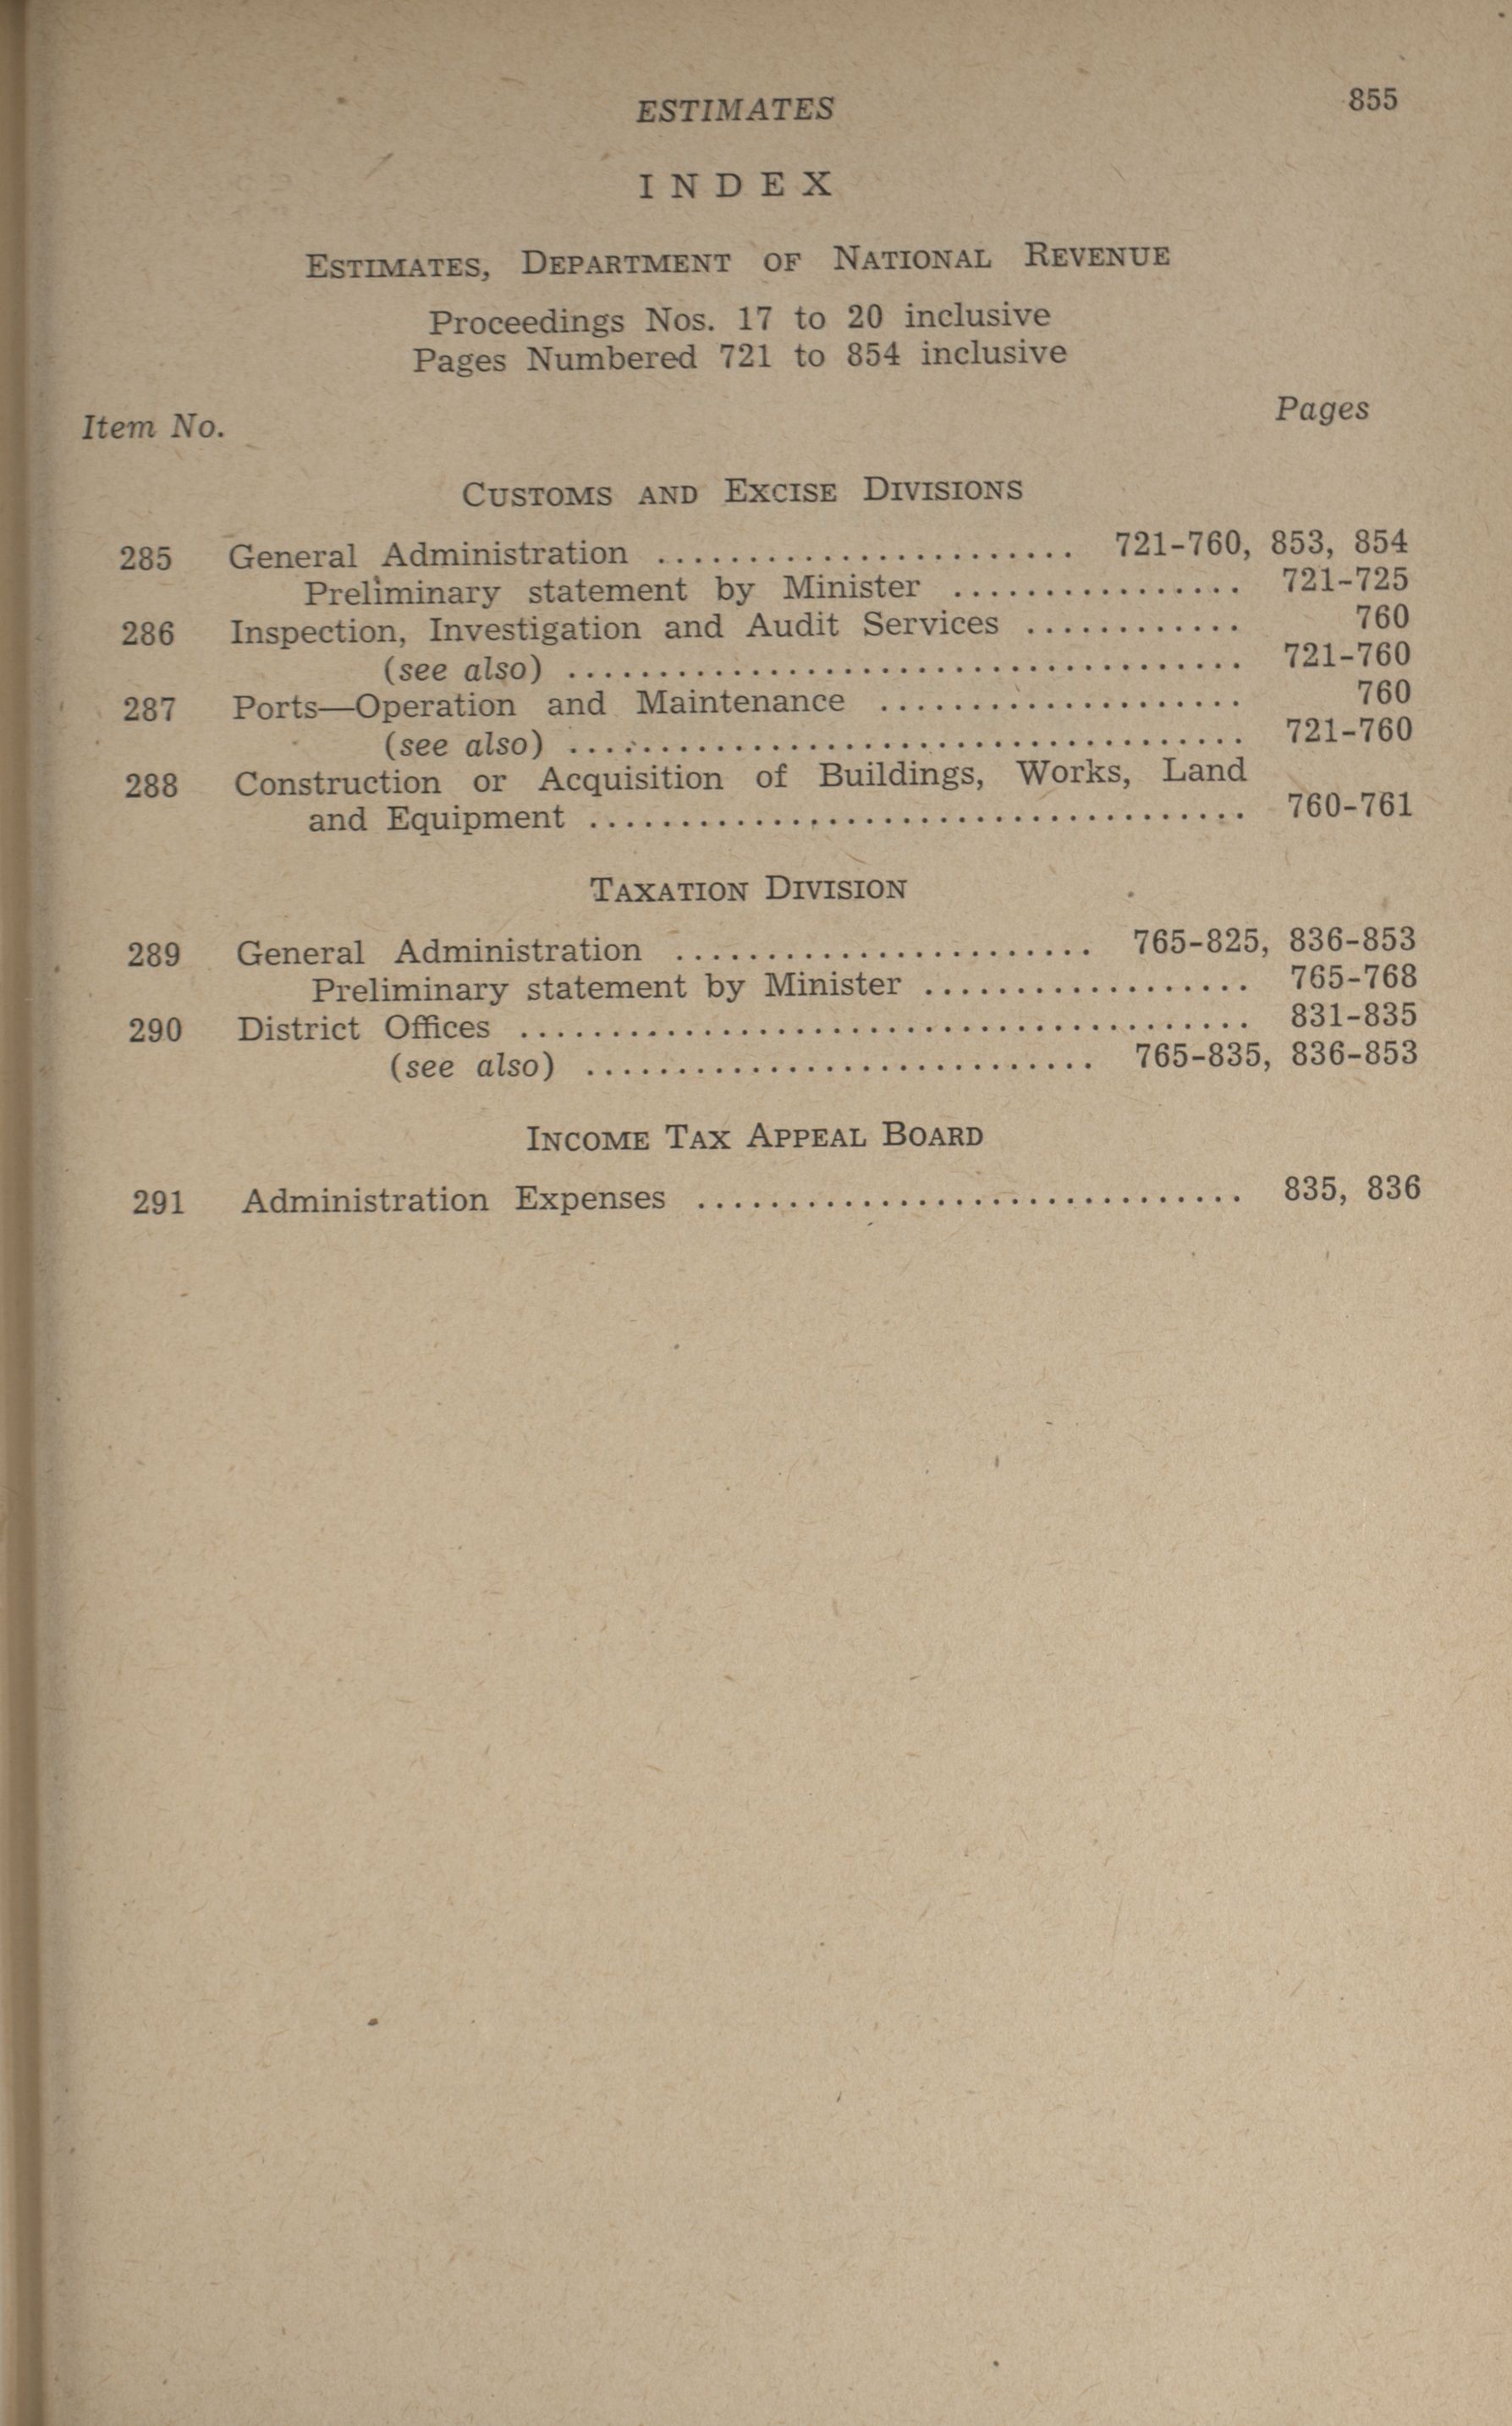 ESTIMATES 855
INDEX
ESTIMATES, DEPARTMENT OF NATIONAL REVENUE
Proceedings Nos. 17 to 20 inclusive
Pages Numbered 721 to 854 inclusive
Item No. Pages
CUSTOMS AND EXCISE DIVISIONS
285 General Administration ....................... 721-760, 853, 854
Preliminary statement by Minister ................ 721-725
286 Inspection, Investigation and Audit Services ............ 760
(see also) ..................................... 721-760
287 Ports—Operation and Maintenance .................... 760
(see also) ..................................... 721-760
288 Construction or Acquisition of Buildings, Works, Land
and Equipment .................................... 760-761
TAXATION DIVISION
289 General Administration ....................... 765-825, 836-853
Preliminary statement by Minister .................. 765-768
290 District Offices ........................................ 831-835
(see also) ............................ 765-835, 836-853
INCOME TAX APPEAL BOARD
291 Administration Expenses .............................. 835, 836